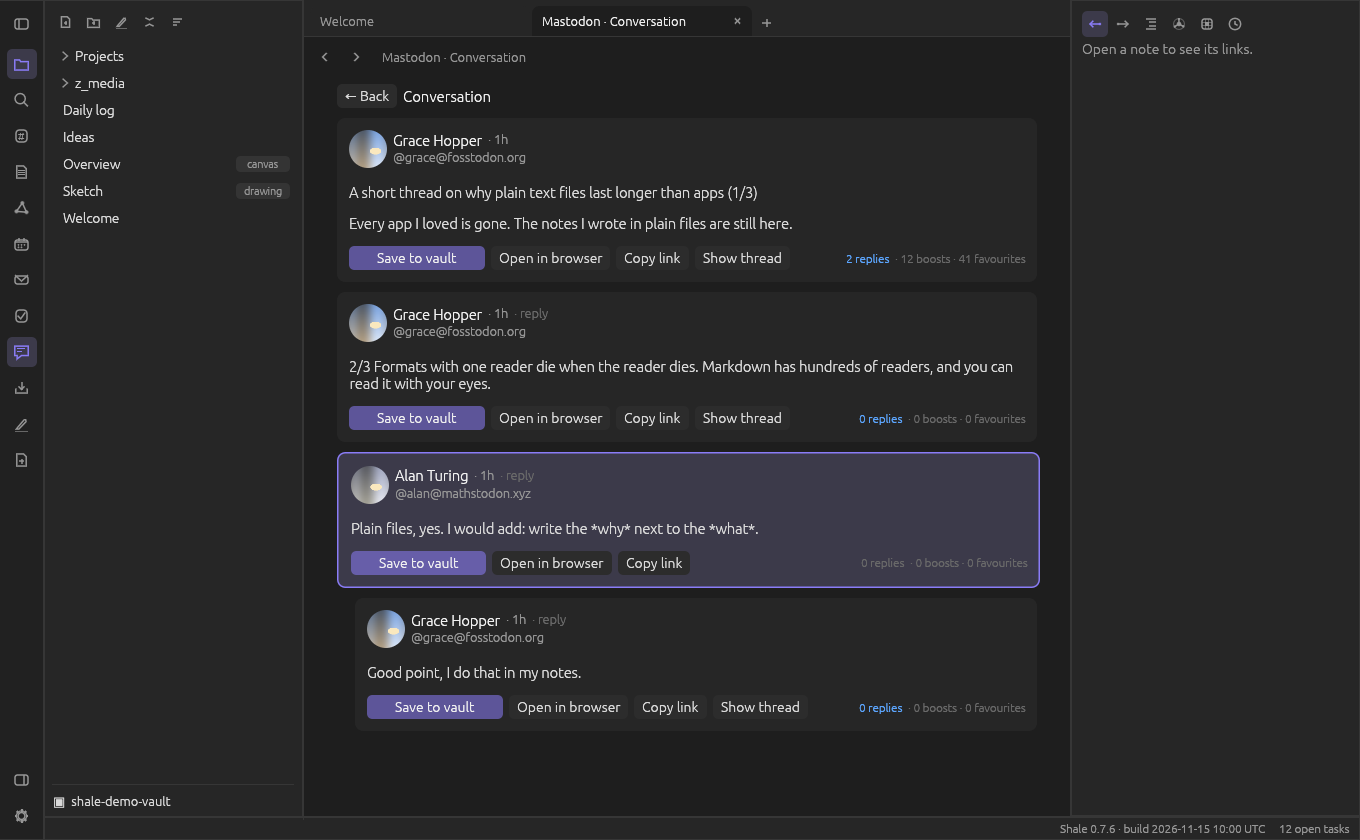 Welcome
Mastodon · Conversation
Mastodon · Conversation
Projects
z_media
Daily log
Ideas
Overview
canvas
Sketch
drawing
Welcome
shale-demo-vault
← Back
Conversation
Grace Hopper · 1h
@grace@fosstodon.org
A short thread on why plain text files last longer than apps (1/3)
Every app I loved is gone. The notes I wrote in plain files are still here.
Save to vault
Open in browser
Copy link
Show thread
2 replies · 12 boosts · 41 favourites
Grace Hopper · 1h · reply
@grace@fosstodon.org
2/3 Formats with one reader die when the reader dies. Markdown has hundreds of readers, and you can
read it with your eyes.
Save to vault
Open in browser
Copy link
Show thread
0 replies · 0 boosts · 0 favourites
Alan Turing · 1h · reply
@alan@mathstodon.xyz
Plain files, yes. I would add: write the *why* next to the *what*.
Save to vault
Open in browser
Copy link
0 replies · 0 boosts · 0 favourites
Grace Hopper · 1h · reply
@grace@fosstodon.org
Good point, I do that in my notes.
Save to vault
Open in browser
Copy link
Show thread
0 replies · 0 boosts · 0 favourites
Open a note to see its links.
Shale 0.7.6 · build 2026-11-15 10:00 UTC
12 open tasks